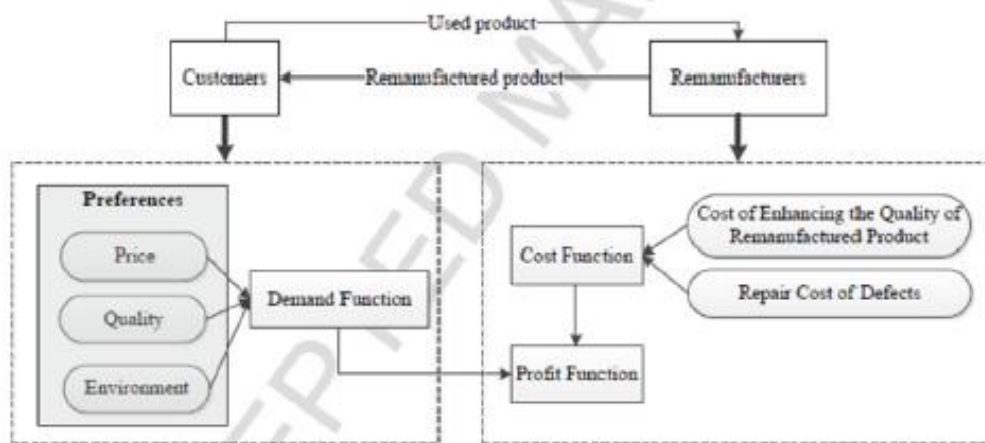 Used product
Customers
Remanufactured product
Remanufacturers
Preferences
Price
Quality
Environment
Demand Function
Cost Function
Profit Function
Cost of Enhancing the Quality of
Remanufactured Product
Repair Cost of Defects